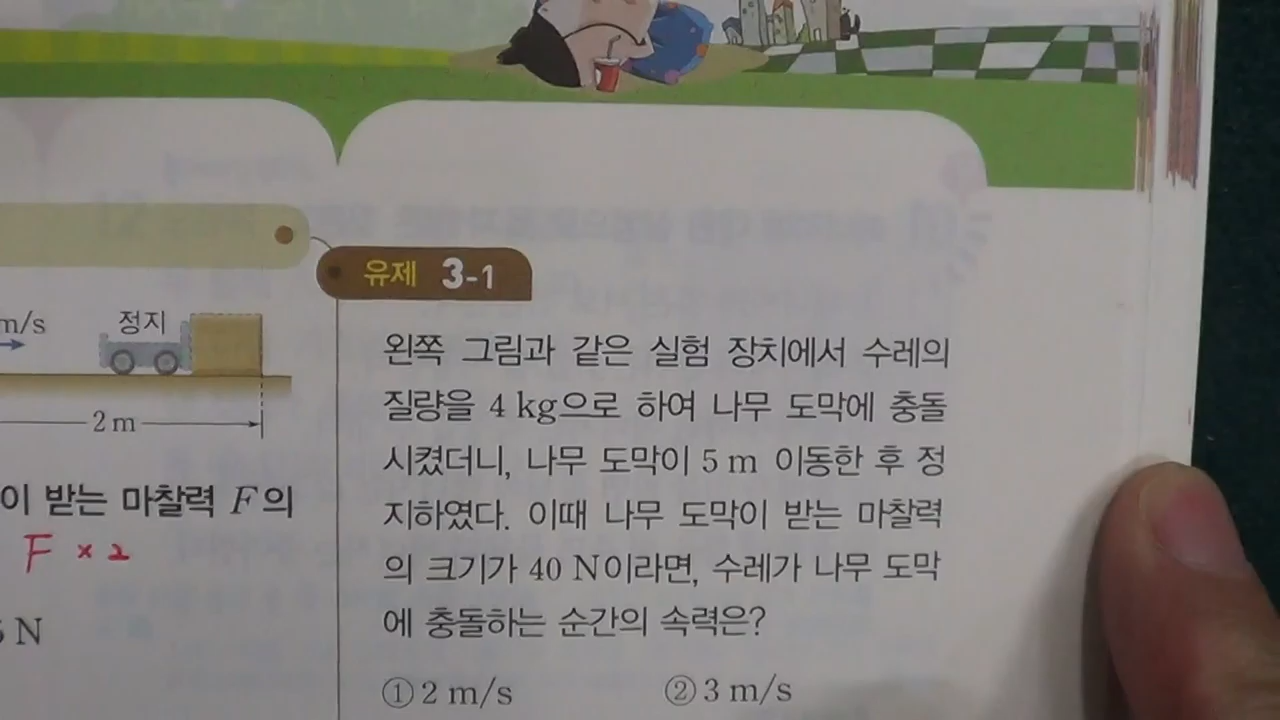 유제 3-1
m/s 정지
2 m
이 받는 마찰력 F의
F × 2
N
왼쪽 그림과 같은 실험 장치에서 수레의
질량을 4 kg으로 하여 나무 도막에 충돌
시켰더니, 나무 도막이 5 m 이동한 후 정
지하였다. 이때 나무 도막이 받는 마찰력
의 크기가 40 N이라면, 수레가 나무 도막
에 충돌하는 순간의 속력은?
① 2 m/s ② 3 m/s